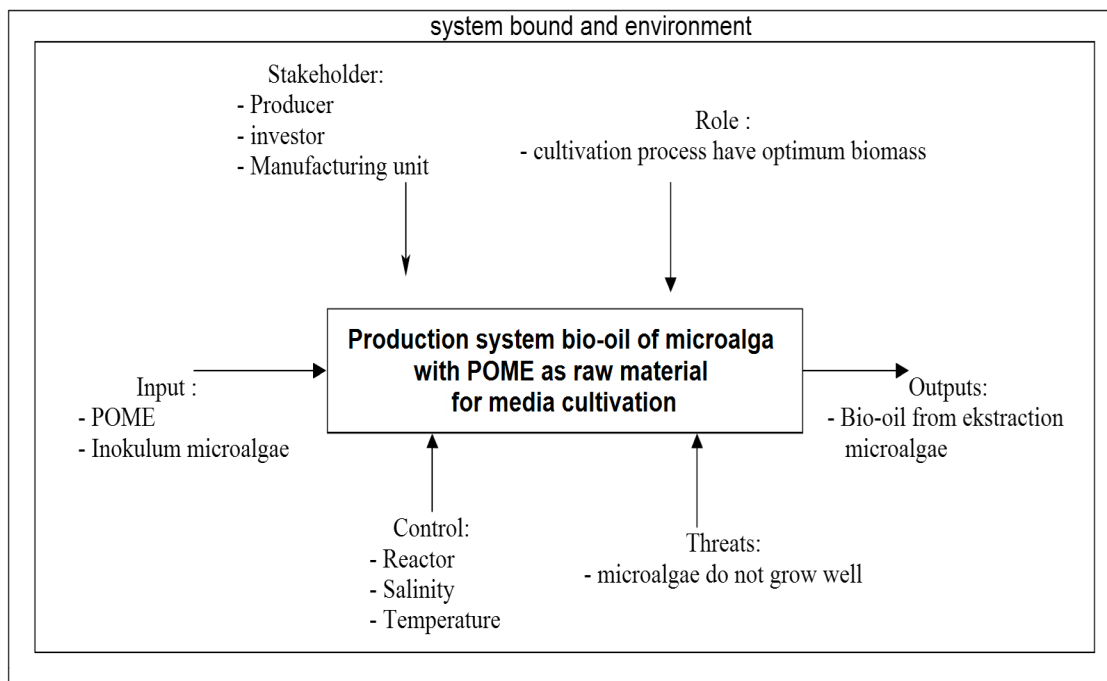 system bound and environment
Stakeholder:
- Producer
- investor
- Manufacturing unit
Role :
- cultivation process have optimum biomass
Production system bio-oil of microalga
with POME as raw material
for media cultivation
Input :
- POME
- Inokulum microalgae
Outputs:
- Bio-oil from ekstraction
microalgae
Control:
- Reactor
- Salinity
- Temperature
Threats:
- microalgae do not grow well